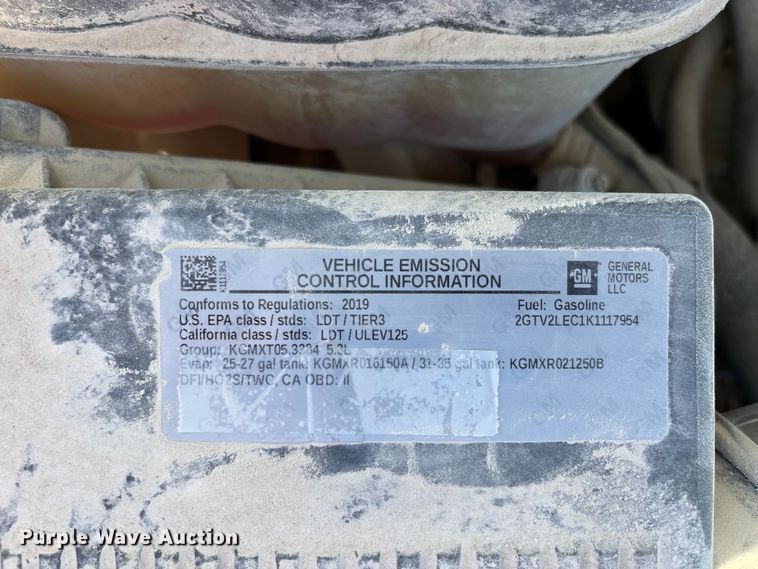 K1117954
VEHICLE EMISSION
CONTROL INFORMATION
GM
GENERAL
MOTORS
LLC
Conforms to Regulations: 2019
Fuel: Gasoline
U.S. EPA class / stds: LDT / TIER3
2GTV2LEC1K1117954
California class / stds: LDT / ULEV125
Group: KGMXT05.3384 5.3L
Evap: 25-27 gal tank: KGMXR016150A / 31-35 gal tank: KGMXR021250B
DFI/HO2S/TWC, CA OBD: II
Purple Wave Auction